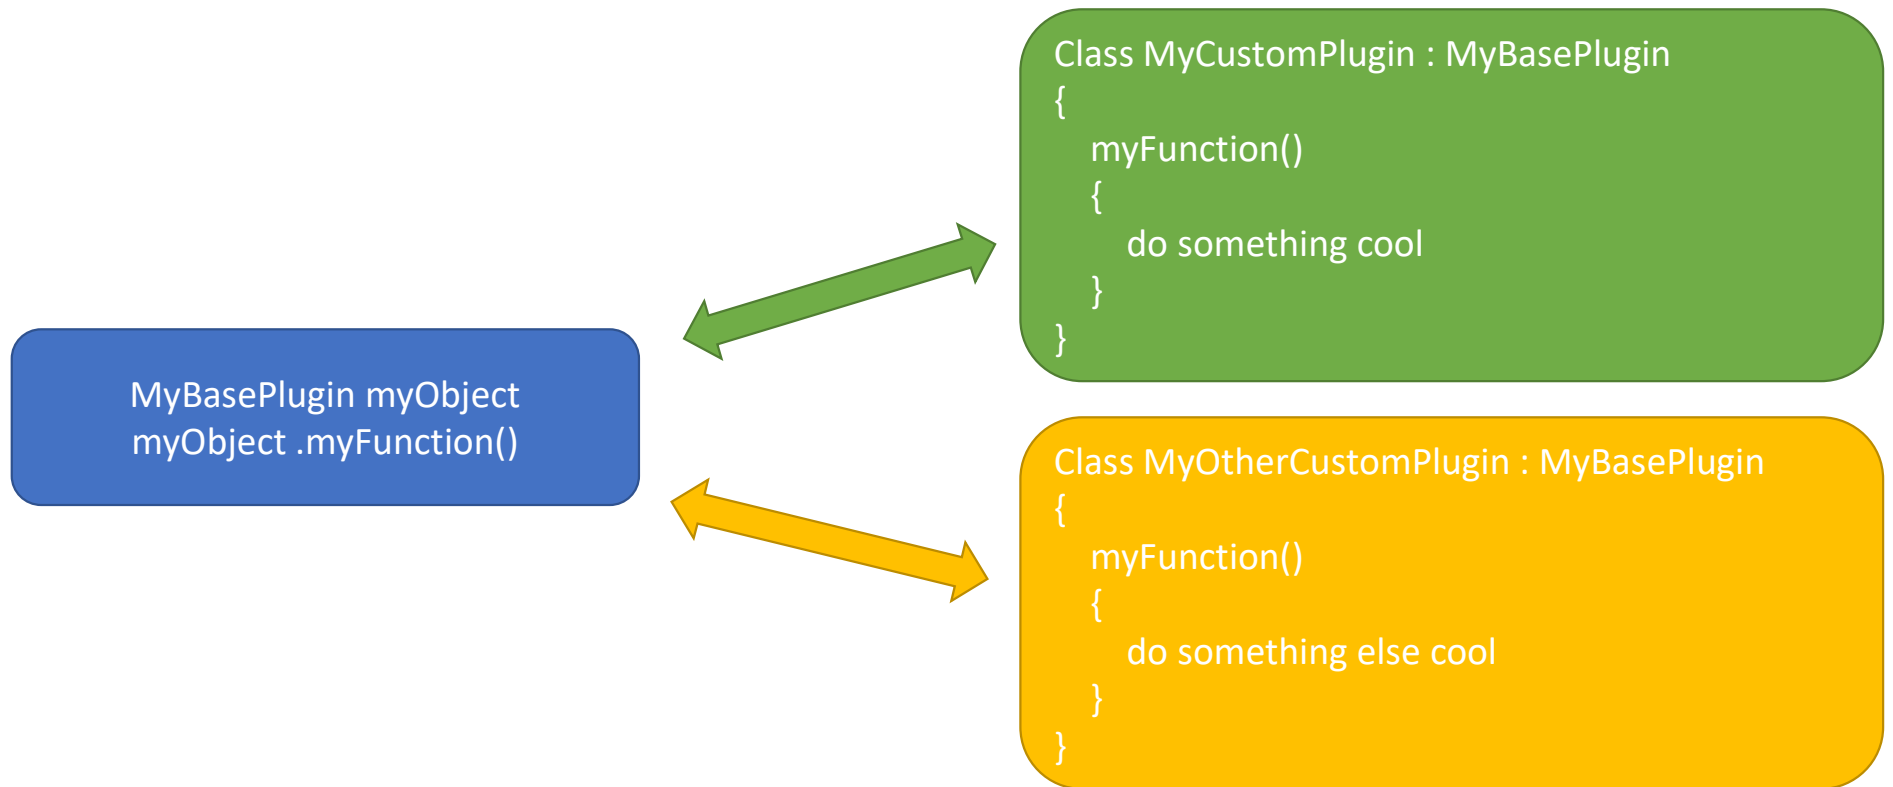 MyBasePlugin myObject
myObject .myFunction()
Class MyCustomPlugin : MyBasePlugin
{
myFunction()
{
do something cool
}
}
Class MyOtherCustomPlugin : MyBasePlugin
{
myFunction()
{
do something else cool
}
}